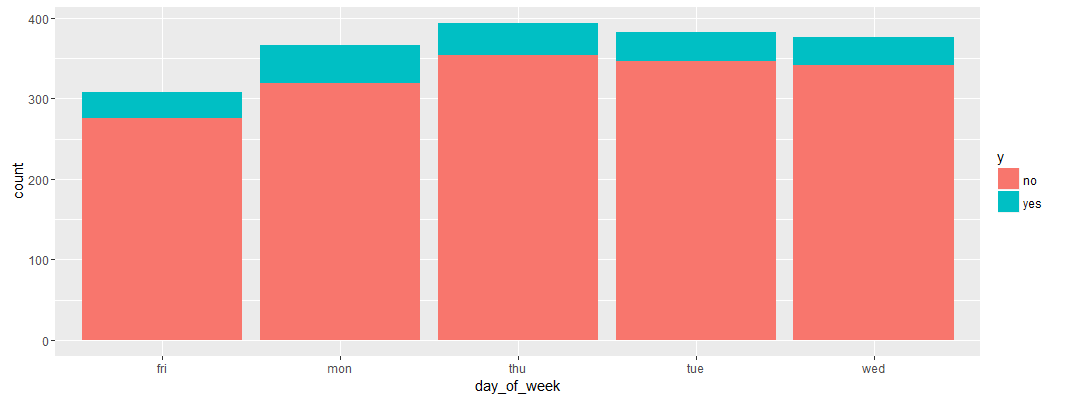 400
300
200
100
0
count
fri mon thu tue wed
day_of_week
y
no
yes